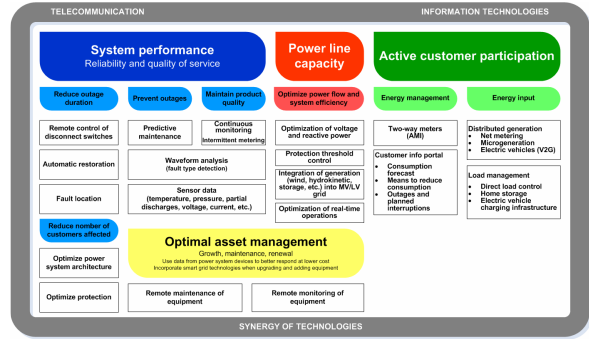 TELECOMMUNICATION
INFORMATION TECHNOLOGIES
System performance
Reliability and quality of service
Power line
capacity
Active customer participation
Reduce outage
duration
Prevent outages
Maintain product
quality
Optimize power flow and
system efficiency
Energy management
Energy input
Remote control of
disconnect switches
Predictive
maintenance
Continuous
monitoring
Intermittent metering
Optimization of voltage
and reactive power
Two-way meters
(AMI)
Distributed generation
• Net metering
• Microgeneration
• Electric vehicles (V2G)
Automatic restoration
Waveform analysis
(fault type detection)
Protection threshold
control
Customer info portal
• Consumption
forecast
• Means to reduce
consumption
• Outages and
planned
interruptions
Integration of generation
(wind, hydrokinetic,
storage, etc.) into MV/LV
grid
Load management
• Direct load control
• Home storage
• Electric vehicle
charging infrastructure
Fault location
Sensor data
(temperature, pressure, partial
discharges, voltage, current, etc.)
Optimization of real-time
operations
Reduce number of
customers affected
Optimal asset management
Growth, maintenance, renewal
Use data from power system devices to better respond at lower cost
Incorporate smart grid technologies when upgrading and adding equipment
Optimize power
system architecture
Optimize protection
Remote maintenance of
equipment
Remote monitoring of
equipment
SYNERGY OF TECHNOLOGIES